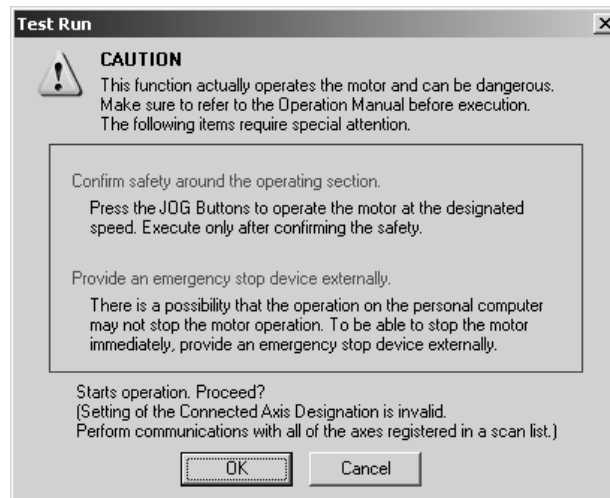 Test Run
CAUTION
This function actually operates the motor and can be dangerous.
Make sure to refer to the Operation Manual before execution.
The following items require special attention.
Confirm safety around the operating section.
Press the JOG Buttons to operate the motor at the designated
speed. Execute only after confirming the safety.
Provide an emergency stop device externally.
There is a possibility that the operation on the personal computer
may not stop the motor operation. To be able to stop the motor
immediately, provide an emergency stop device externally.
Starts operation. Proceed?
(Setting of the Connected Axis Designation is invalid.
Perform communications with all of the axes registered in a scan list.)
OK
Cancel